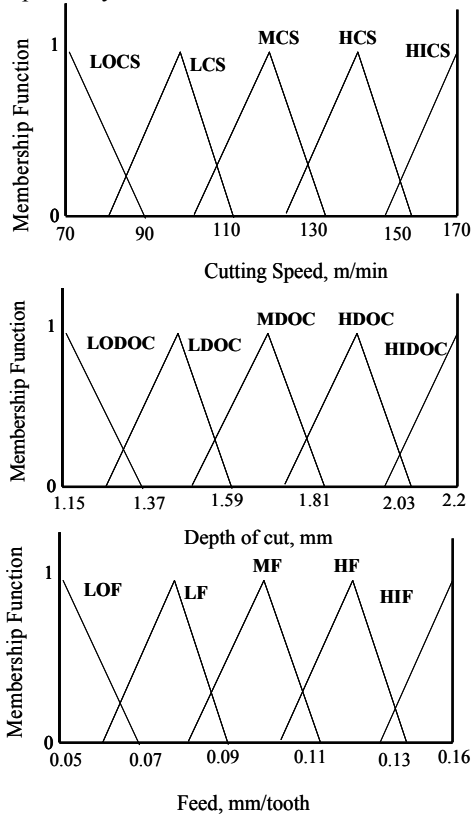 Membership Function
1
LOCS
LCS
MCS
HCS
HICS
0
70 90 110 130 150 170
Cutting Speed, m/min
Membership Function
1
LODOC
LDOC
MDOC
HDOC
HIDOC
0
1.15 1.37 1.59 1.81 2.03 2.2
Depth of cut, mm
Membership Function
1
LOF
LF
MF
HF
HIF
0
0.05 0.07 0.09 0.11 0.13 0.16
Feed, mm/tooth